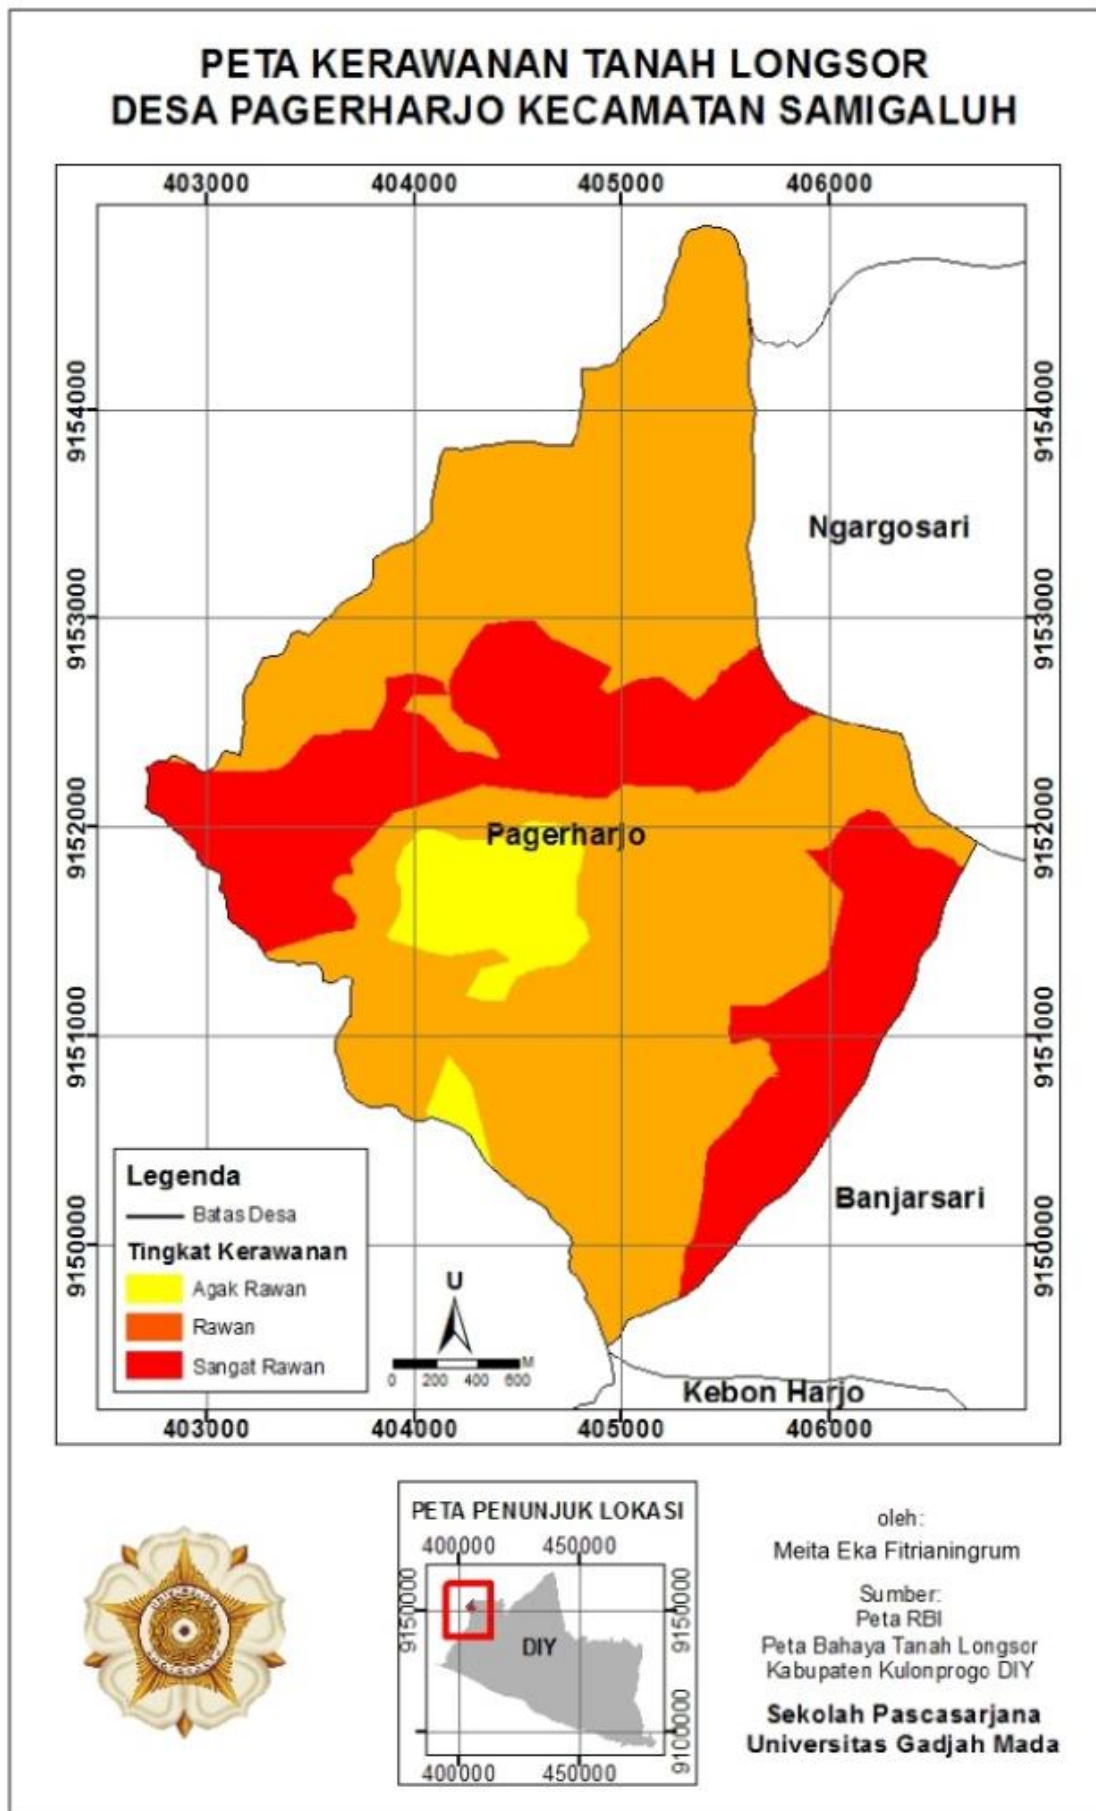 PETA KERAWANAN TANAH LONGSOR
DESA PAGERHARJO KECAMATAN SAMIGALUH
403000 404000 405000 406000
9154000 9154000
Ngargosari
9153000 9153000
9152000 Pagerharjo 9152000
9151000 9151000
Banjarsari
9150000 9150000
Legenda
Batas Desa
Tingkat Kerawanan
Agak Rawan
Rawan
Sangat Rawan
U
M
0 200 400 600
Kebon Harjo
403000 404000 405000 406000
PETA PENUNJUK LOKASI
400000 450000
9150000 9150000
DIY
9100000
400000 450000
oleh:
Meita Eka Fitrianingrum
Sumber:
Peta RBI
Peta Bahaya Tanah Longsor
Kabupaten Kulonprogo DIY
Sekolah Pascasarjana
Universitas Gadjah Mada